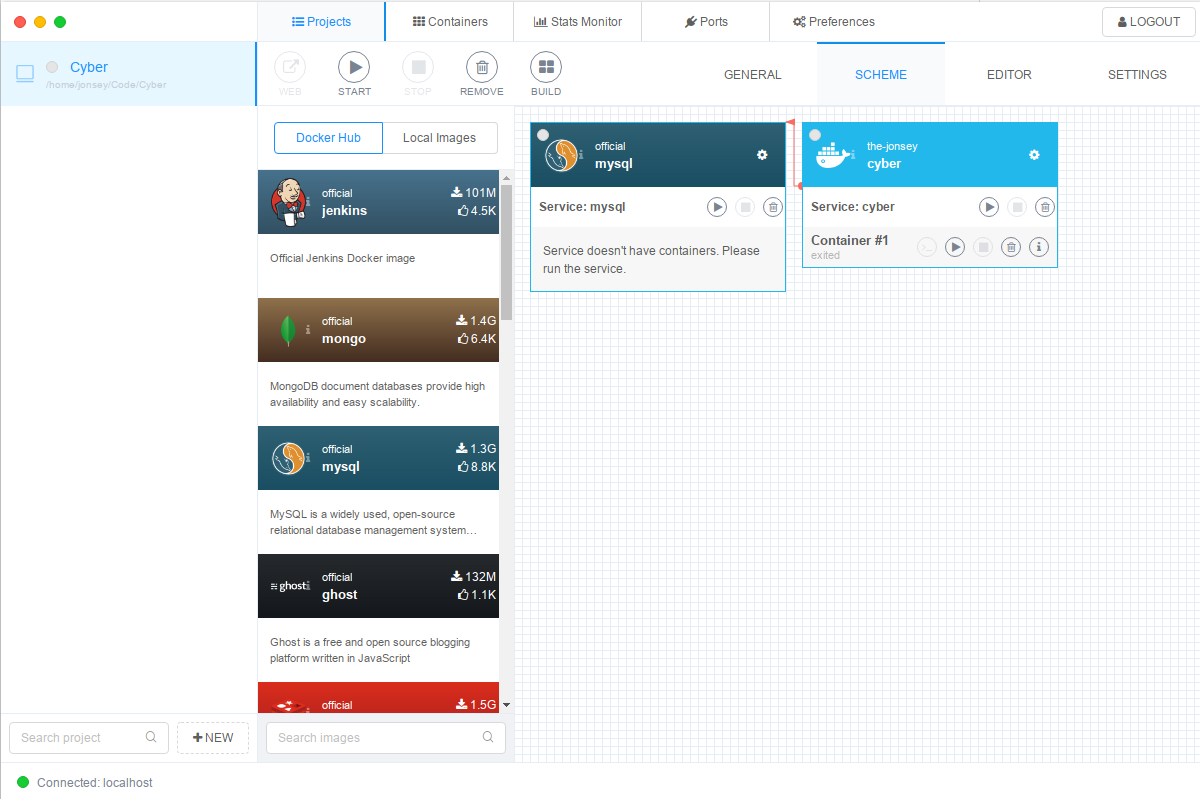 Projects
Containers
Stats Monitor
Ports
Preferences
LOGOUT
Cyber
/home/jonsey/Code/Cyber
WEB
START
STOP
REMOVE
BUILD
GENERAL
SCHEME
EDITOR
SETTINGS
Docker Hub
Local Images
official
101M
jenkins
4.5K
Official Jenkins Docker image
official
1.4G
mongo
6.4K
MongoDB document databases provide high
availability and easy scalability.
official
1.3G
mysql
8.8K
MySQL is a widely used, open-source
relational database management system…
ghost
official
132M
ghost
1.1K
Ghost is a free and open source blogging
platform written in JavaScript
official
1.5G
official
mysql
Service: mysql
Service doesn't have containers. Please
run the service.
the-jonsey
cyber
Service: cyber
Container #1
exited
Search project
NEW
Search images
Connected: localhost